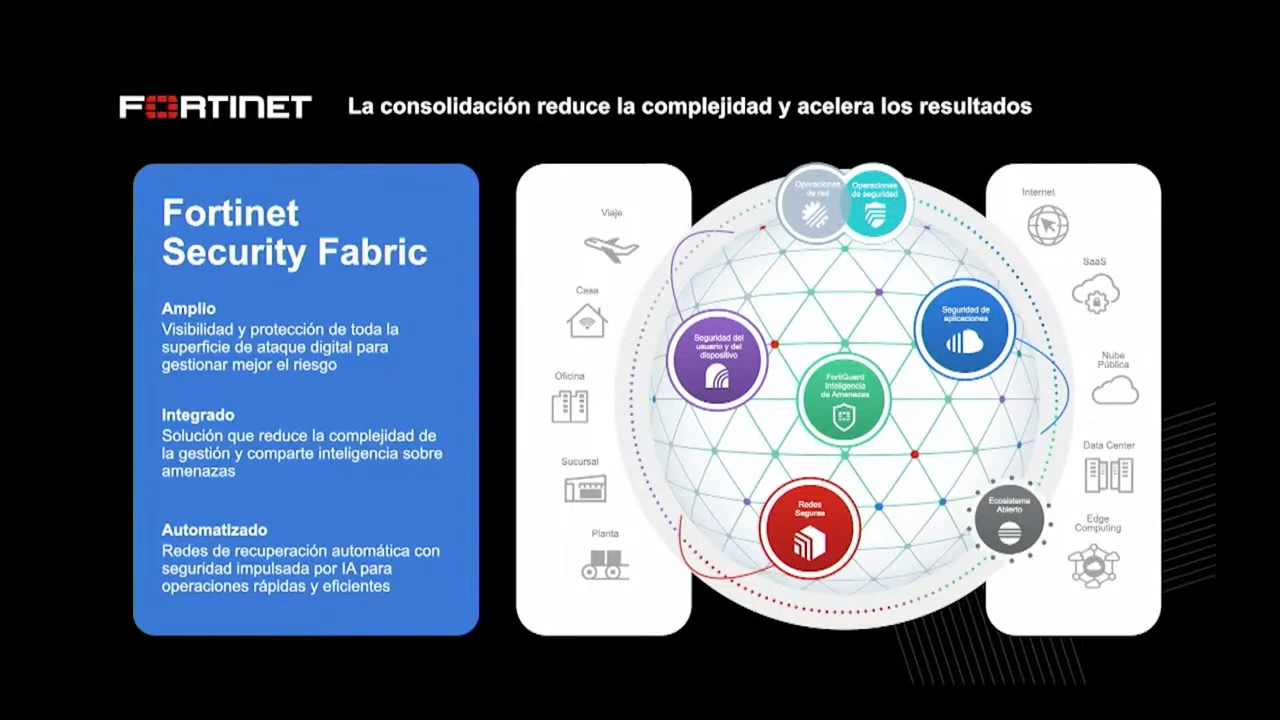 FORTINET
La consolidación reduce la complejidad y acelera los resultados
Fortinet
Security Fabric
Amplio
Visibilidad y protección de toda la
superficie de ataque digital para
gestionar mejor el riesgo
Integrado
Solución que reduce la complejidad de
la gestión y comparte inteligencia sobre
amenazas
Automatizado
Redes de recuperación automática con
seguridad impulsada por IA para
operaciones rápidas y eficientes
Viaje
Casa
Oficina
Sucursal
Planta
Operaciones
de red
Operaciones
de seguridad
Seguridad del
usuario y del
dispositivo
Seguridad de
aplicaciones
FortiGuard
Inteligencia
de Amenazas
Redes
Seguras
Ecosistema
Abierto
Internet
SaaS
Nube
Pública
Data Center
Edge
Computing